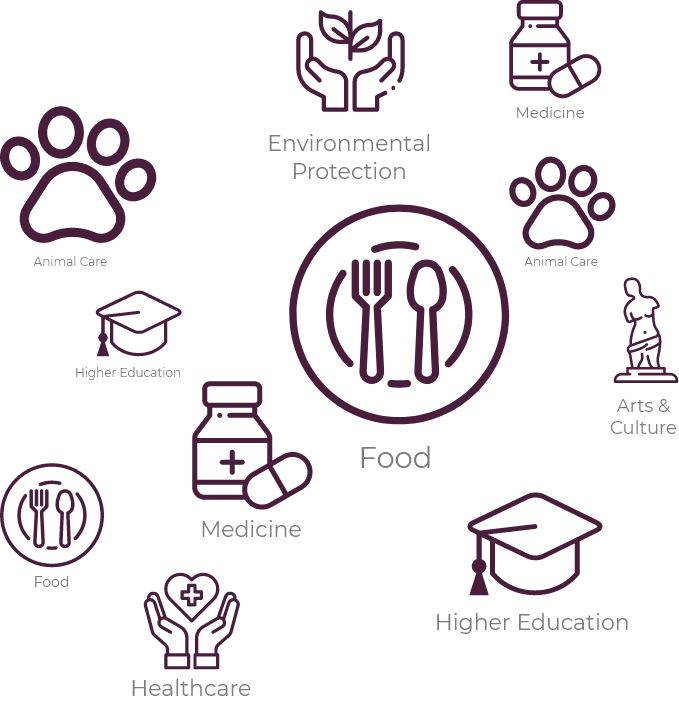 Medicine
Environmental
Protection
Animal Care
Animal Care
Higher Education
Arts &
Culture
Food
Medicine
Food
Higher Education
Healthcare